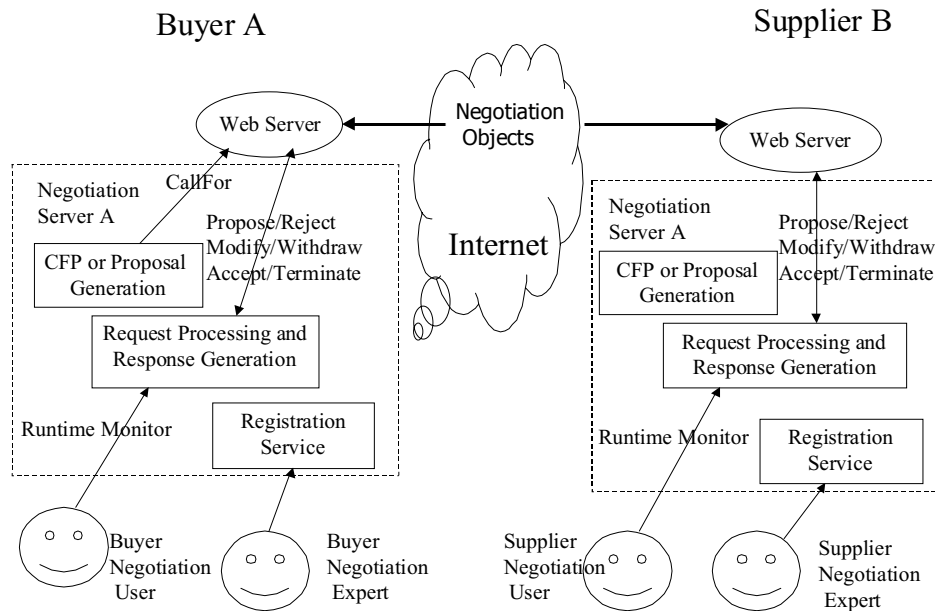 Buyer A
Supplier B
Web Server
Negotiation
Objects
Internet
Web Server
Negotiation
Server A
CallFor
Propose/Reject
Modify/Withdraw
Accept/Terminate
CFP or Proposal
Generation
Request Processing and
Response Generation
Runtime Monitor
Registration
Service
Buyer
Negotiation
User
Buyer
Negotiation
Expert
Negotiation
Server A
Propose/Reject
Modify/Withdraw
Accept/Terminate
CFP or Proposal
Generation
Request Processing and
Response Generation
Runtime Monitor
Registration
Service
Supplier
Negotiation
User
Supplier
Negotiation
Expert